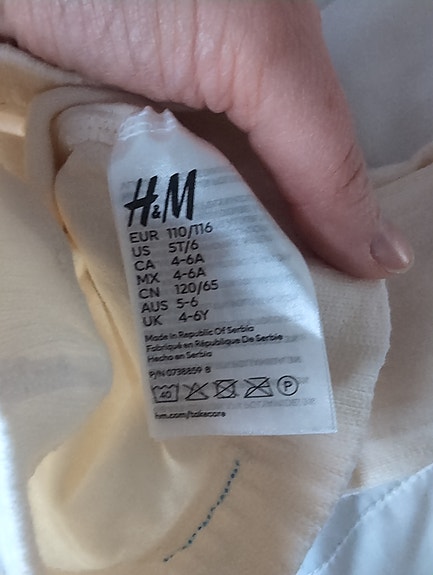 H&M
EUR 110/116
US 5T/6
CA 4-6A
MX 4-6A
CN 120/65
AUS 5-6
UK 4-6Y
Made in Republic Of Serbia
Fabriqué en République De Serbie
Hecho en Serbia
P/N 0738859 8
40 P
hm.com/takecare